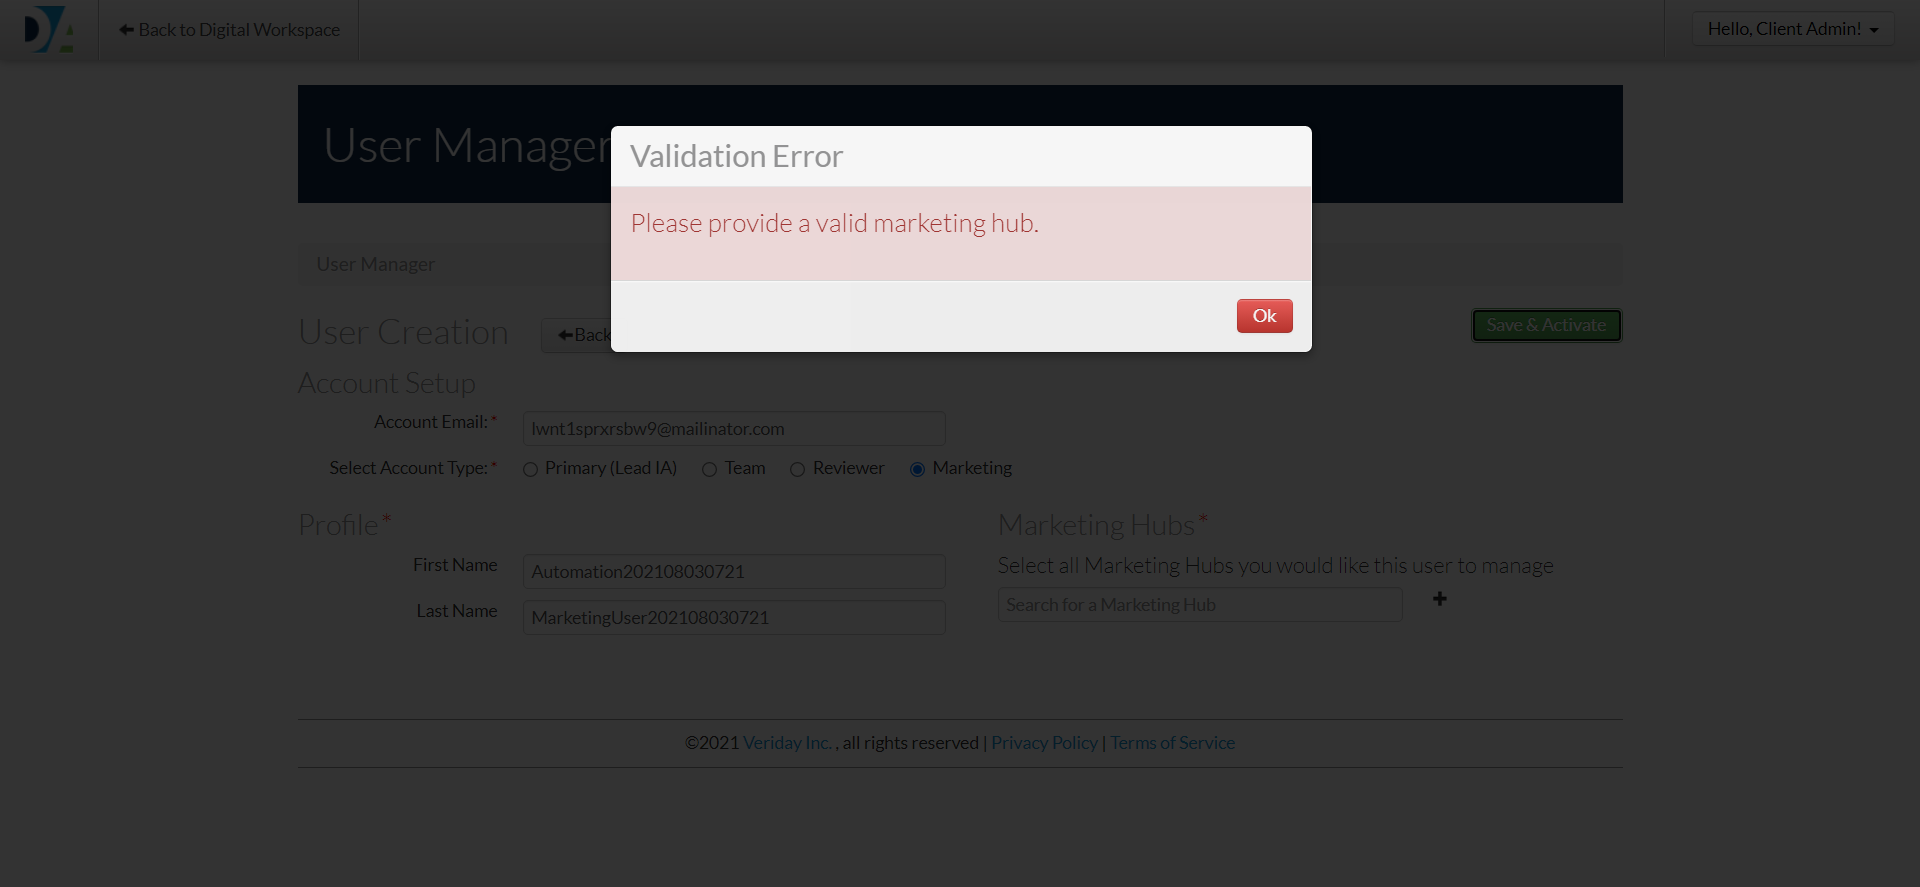 Back to Digital Workspace
Hello, Client Admin!
User Manager
Validation Error
Please provide a valid marketing hub.
Ok
User Manager
User Creation
Back
Save & Activate
Account Setup
Account Email:*
lwnt1sprxrsbw9@mailinator.com
Select Account Type:*
Primary (Lead IA) Team Reviewer Marketing
Profile*
First Name
Automation202108030721
Last Name
MarketingUser202108030721
Marketing Hubs*
Select all Marketing Hubs you would like this user to manage
Search for a Marketing Hub
©2021 Veriday Inc. , all rights reserved | Privacy Policy | Terms of Service